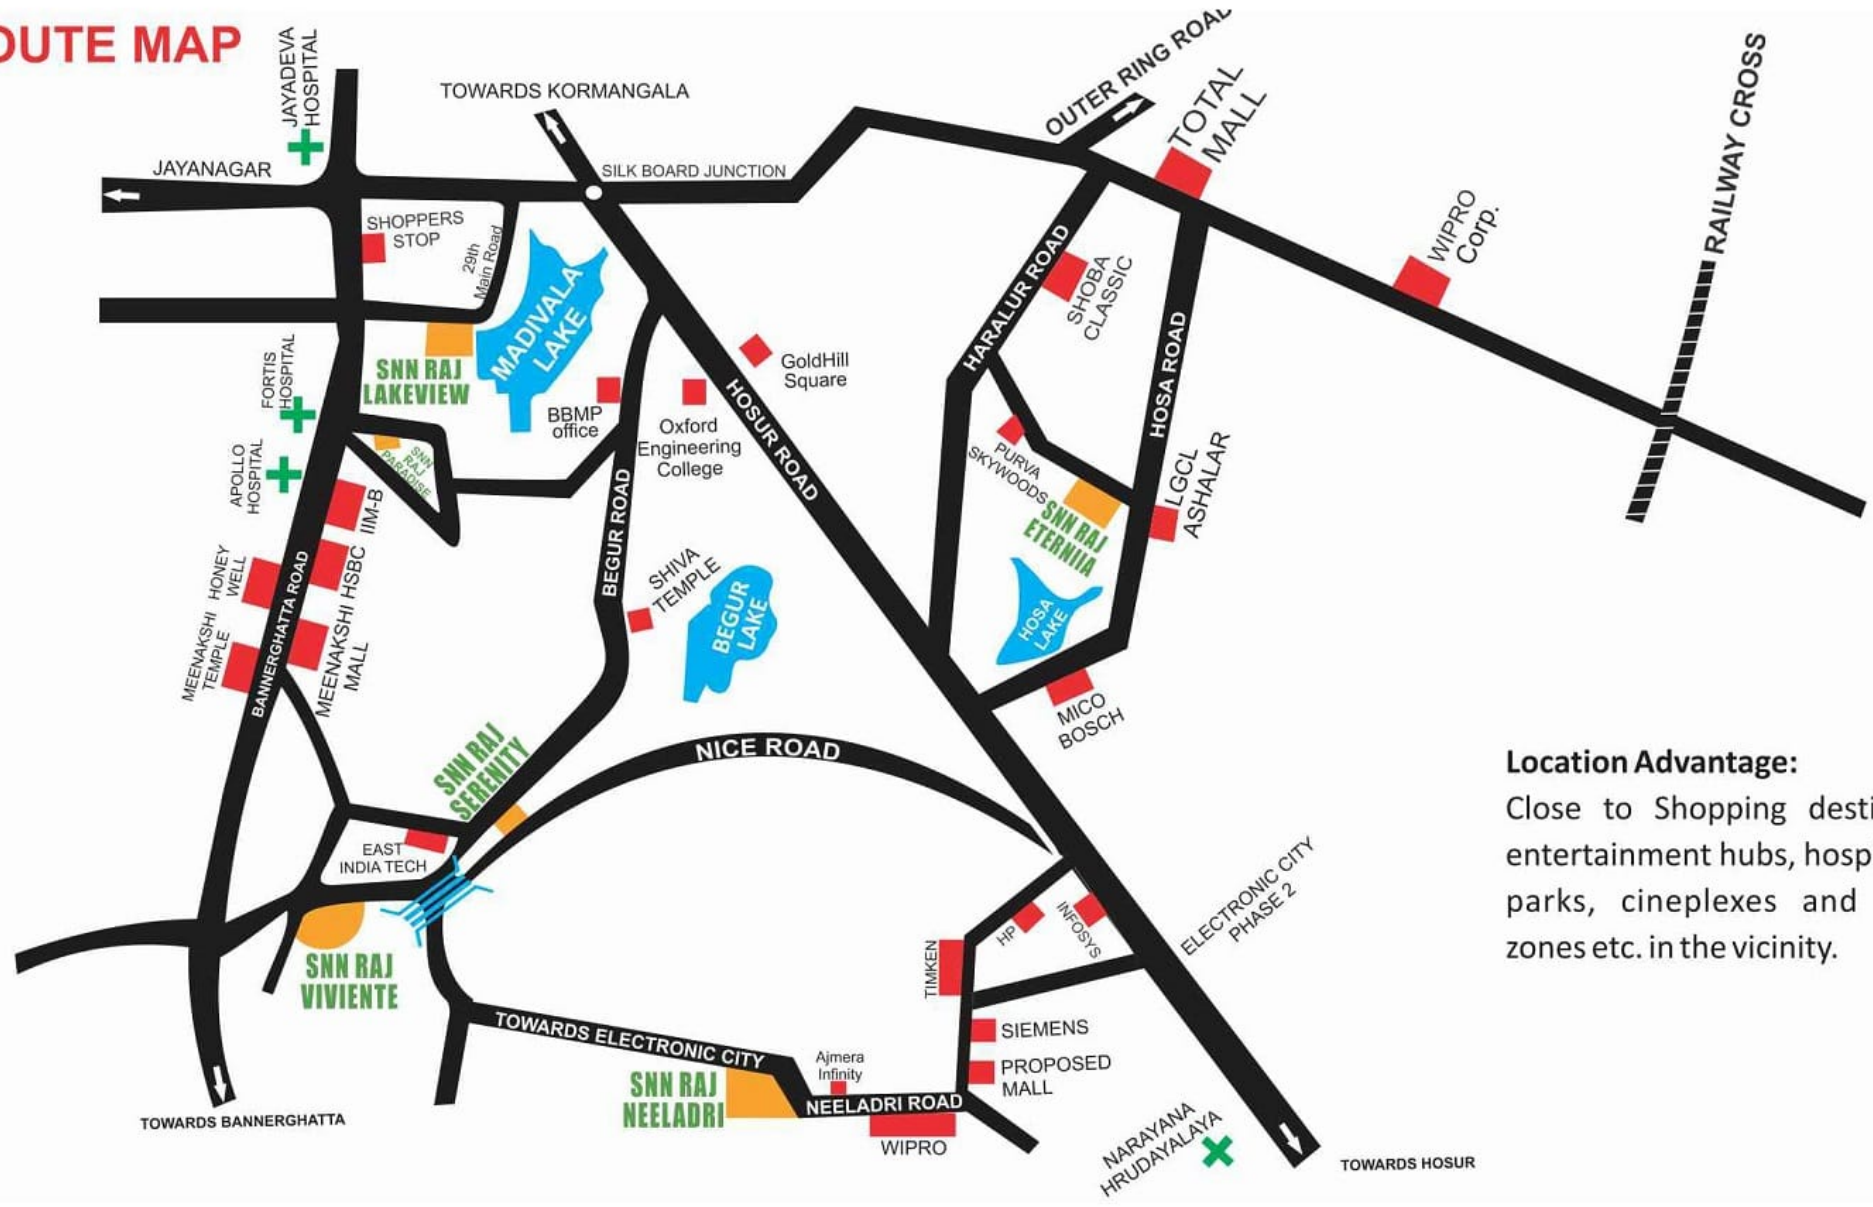 OUTE MAP
JAYADEVA
HOSPITAL
TOWARDS KORMANGALA
OUTER RING ROAD
TOTAL
MALL
RAILWAY CROSS
JAYANAGAR
SILK BOARD JUNCTION
SHOPPERS
STOP
29th
Main Road
WIPRO
Corp.
MADIVALA
LAKE
HARALUR ROAD
SHOBA
CLASSIC
HOSA ROAD
FORTIS
HOSPITAL
SNN RAJ
LAKEVIEW
BBMP
office
GoldHill
Square
Oxford
Engineering
College
HOSUR ROAD
APOLLO
HOSPITAL
SNN
RAJ
PARADISE
PURVA
SKYWOODS
LGCL
ASHALAR
SNN RAJ
ETERNIIA
IIM-B
HONEY
WELL
HSBC
BEGUR ROAD
SHIVA
TEMPLE
BEGUR
LAKE
HOSA
LAKE
MEENAKSHI
TEMPLE
BANNERGHATTA ROAD
MEENAKSHI
MALL
MICO
BOSCH
SNN RAJ
SERENITY
NICE ROAD
Location Advantage:
Close to Shopping desti
entertainment hubs, hosp
parks, cineplexes and
zones etc. in the vicinity.
EAST
INDIA TECH
HP
INFOSYS
ELECTRONIC CITY
PHASE 2
SNN RAJ
VIVIENTE
TIMKEN
TOWARDS ELECTRONIC CITY
SIEMENS
Ajmera
Infinity
PROPOSED
MALL
SNN RAJ
NEELADRI
NEELADRI ROAD
WIPRO
TOWARDS BANNERGHATTA
NARAYANA
HRUDAYALAYA
TOWARDS HOSUR